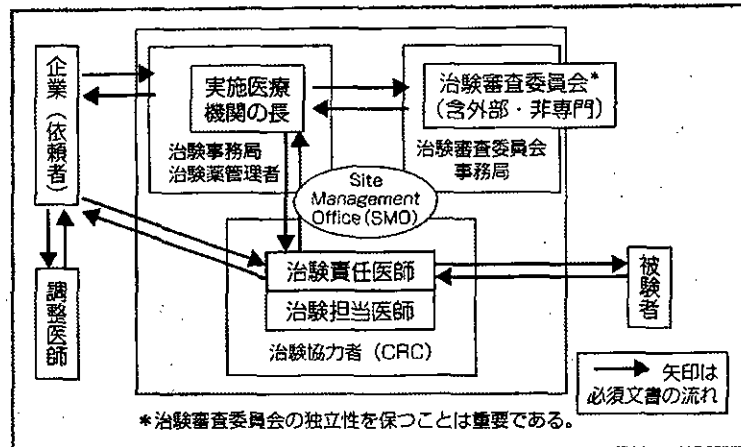 企業（依頼者）
調整医師
実施医療
機関の長
治験事務局
治験薬管理者
治験審査委員会*
（含外部・非専門）
治験審査委員会
事務局
Site
Management
Office（SMO）
治験責任医師
治験担当医師
治験協力者（CRC）
被験者
矢印は
必須文書の流れ
*治験審査委員会の独立性を保つことは重要である。